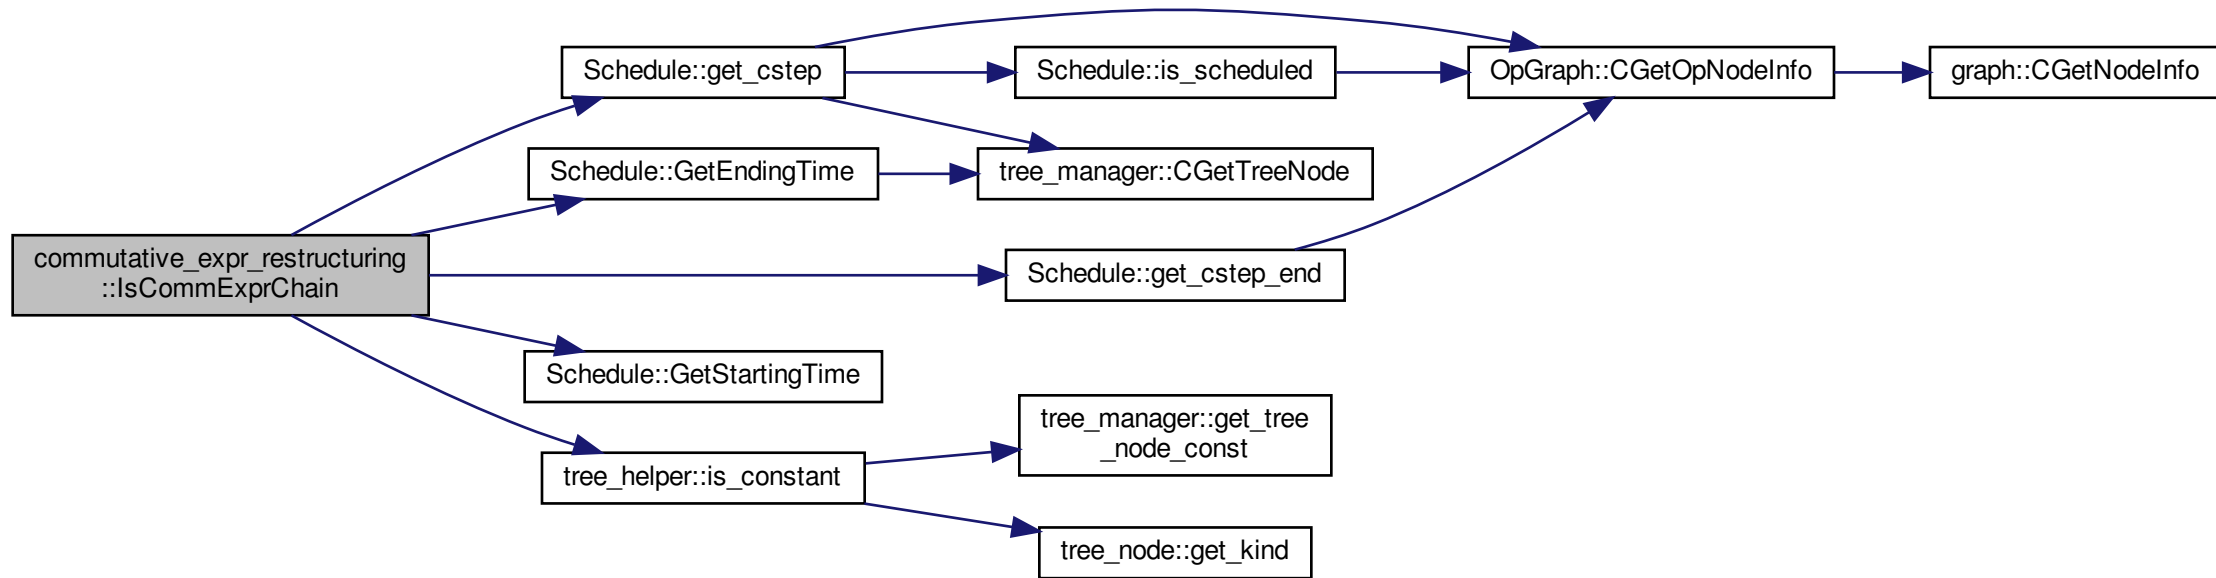 Schedule::get_cstep
Schedule::is_scheduled
OpGraph::CGetOpNodeInfo
graph::CGetNodeInfo
Schedule::GetEndingTime
tree_manager::CGetTreeNode
commutative_expr_restructuring
::IsCommExprChain
Schedule::get_cstep_end
Schedule::GetStartingTime
tree_manager::get_tree
_node_const
tree_helper::is_constant
tree_node::get_kind